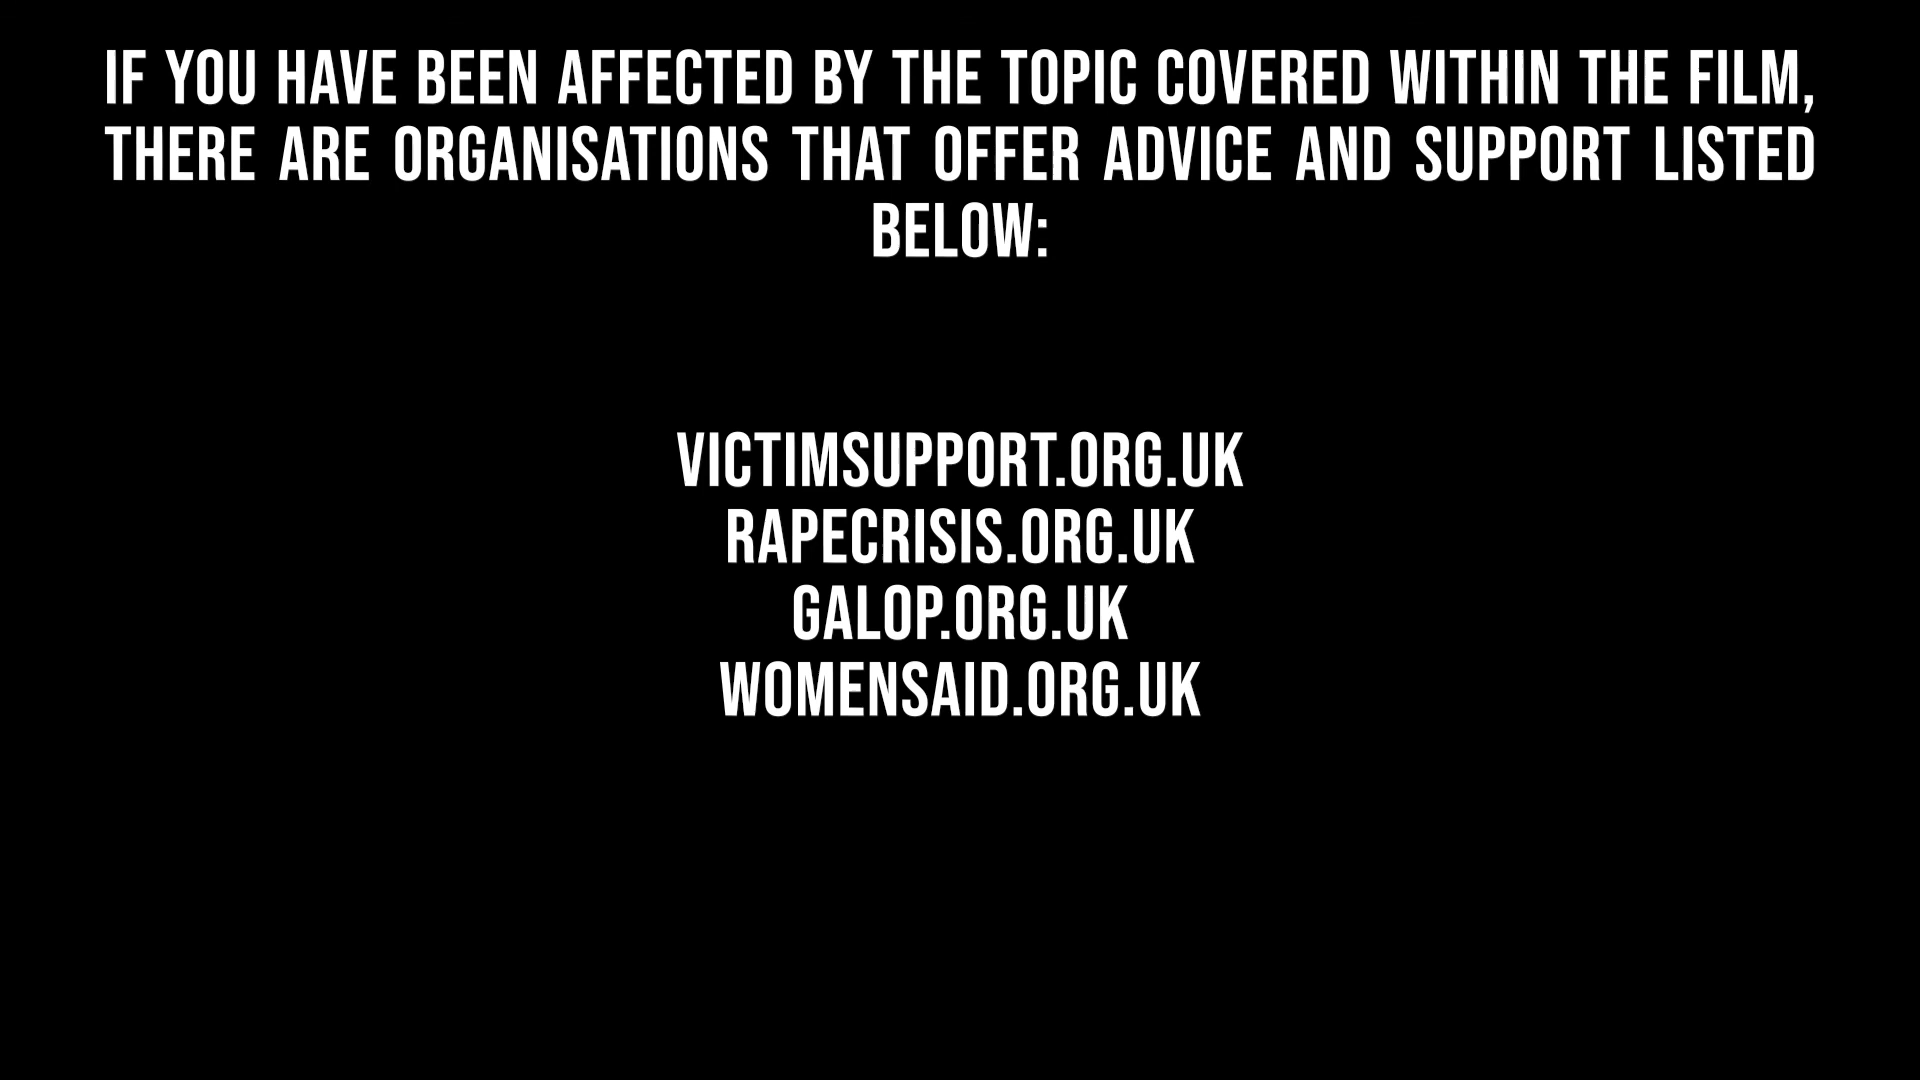 IF YOU HAVE BEEN AFFECTED BY THE TOPIC COVERED WITHIN THE FILM,
THERE ARE ORGANISATIONS THAT OFFER ADVICE AND SUPPORT LISTED
BELOW:
VICTIMSUPPORT.ORG.UK
RAPECRISIS.ORG.UK
GALOP.ORG.UK
WOMENSAID.ORG.UK